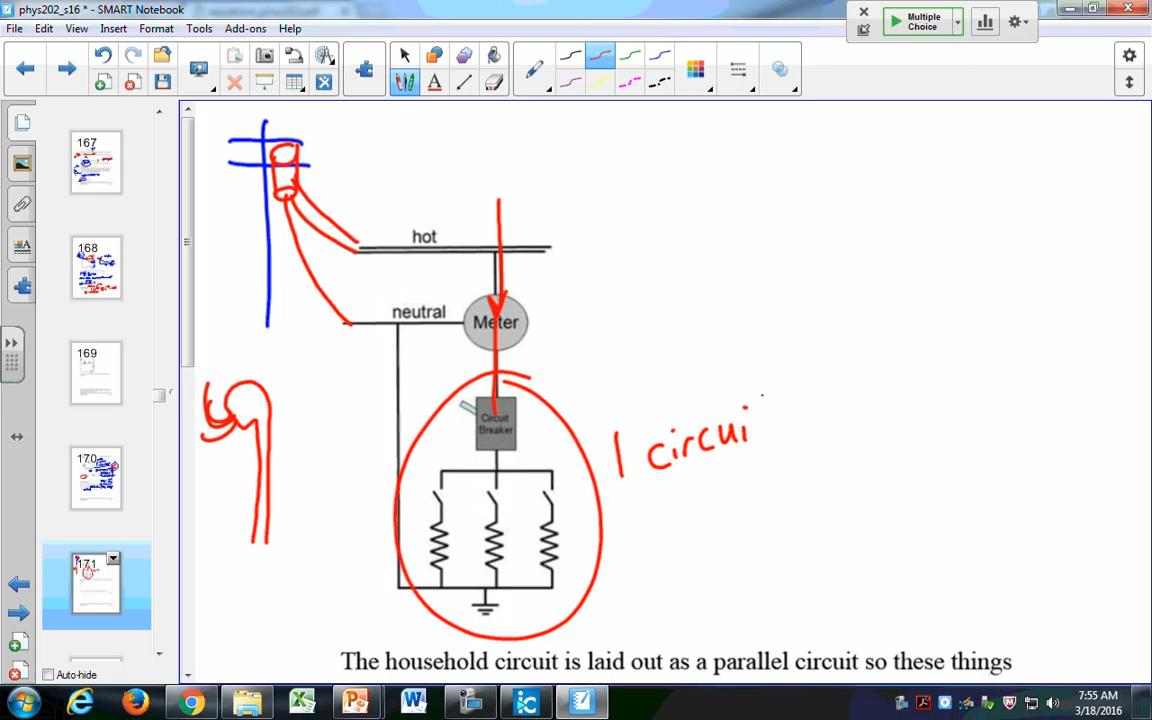 phys202_s16 * - SMART Notebook
File Edit View Insert Format Tools Add-ons Help
Multiple
Choice
167
168
169
170
171
hot
neutral
Meter
Circuit
Breaker
1 circui
The household circuit is laid out as a parallel circuit so these things
Auto-hide
7:55 AM
3/18/2016